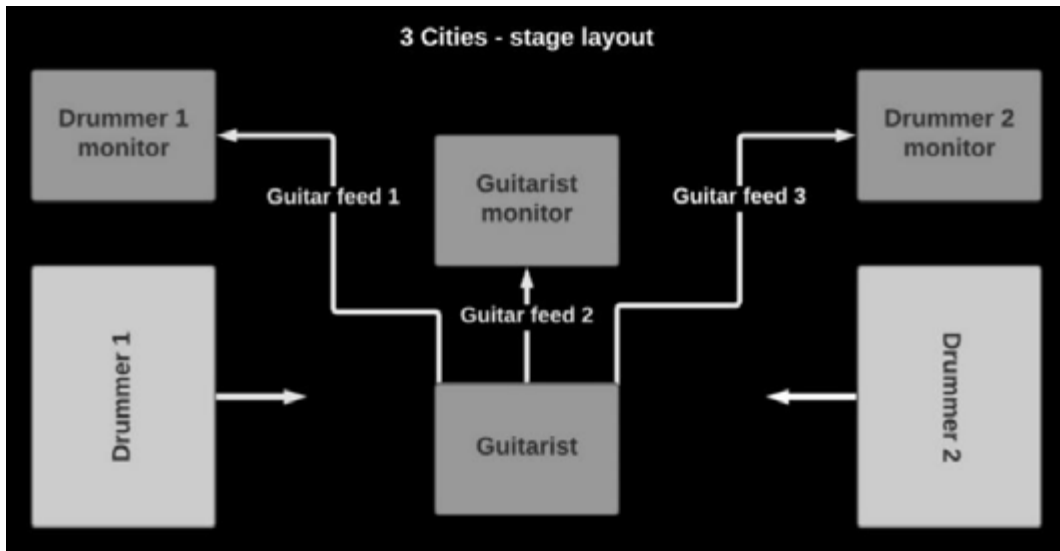 3 Cities - stage layout
Drummer 1
monitor
Drummer 2
monitor
Guitarist
monitor
Guitar feed 1
Guitar feed 3
Guitar feed 2
Drummer 1
Guitarist
Drummer 2